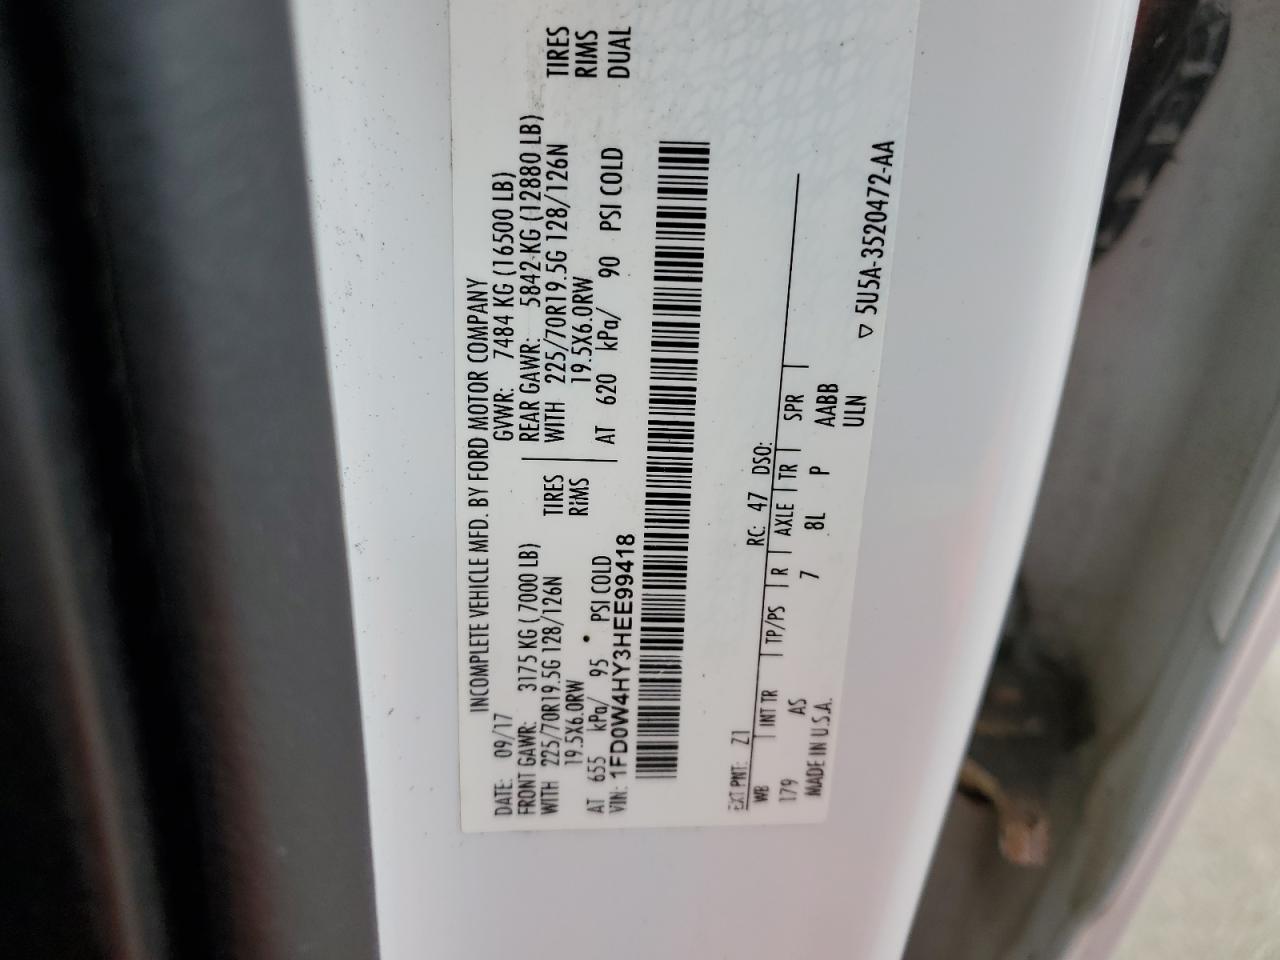 INCOMPLETE VEHICLE MFD. BY FORD MOTOR COMPANY
DATE: 09/17 GVWR: 7484 KG (16500 LB)
FRONT GAWR: 3175 KG (7000 LB) REAR GAWR: 5842 KG (12880 LB)
WITH 225/70R19.5G 128/126N TIRES WITH 225/70R19.5G 128/126N TIRES
19.5X6.0RW RIMS 19.5X6.0RW RIMS
AT 655 kPa/ 95 PSI COLD AT 620 kPa/ 90 PSI COLD DUAL
VIN: 1FD0W4HY3HEE99418
EXT PNT: Z1 RC: 47 DSO:
WB INT TR TP/PS R AXLE TR SPR
179 AS 7 8L P AABB
MADE IN U.S.A. ULN
▽ 5U5A-3520472-AA